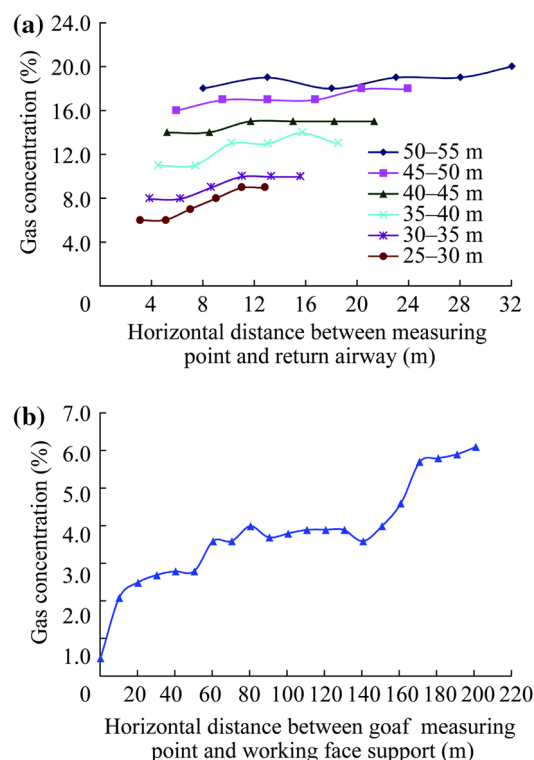 (a)
24.0
20.0
16.0
12.0
8.0
4.0
0
4 8 12 16 20 24 28 32
Gas concentration (%)
50–55 m
45–50 m
40–45 m
35–40 m
30–35 m
25–30 m
Horizontal distance between measuring
point and return airway (m)
(b)
7.0
6.0
5.0
4.0
3.0
2.0
1.0
0
20 40 60 80 100 120 140 160 180 200 220
Gas concentration (%)
Horizontal distance between goaf measuring
point and working face support (m)